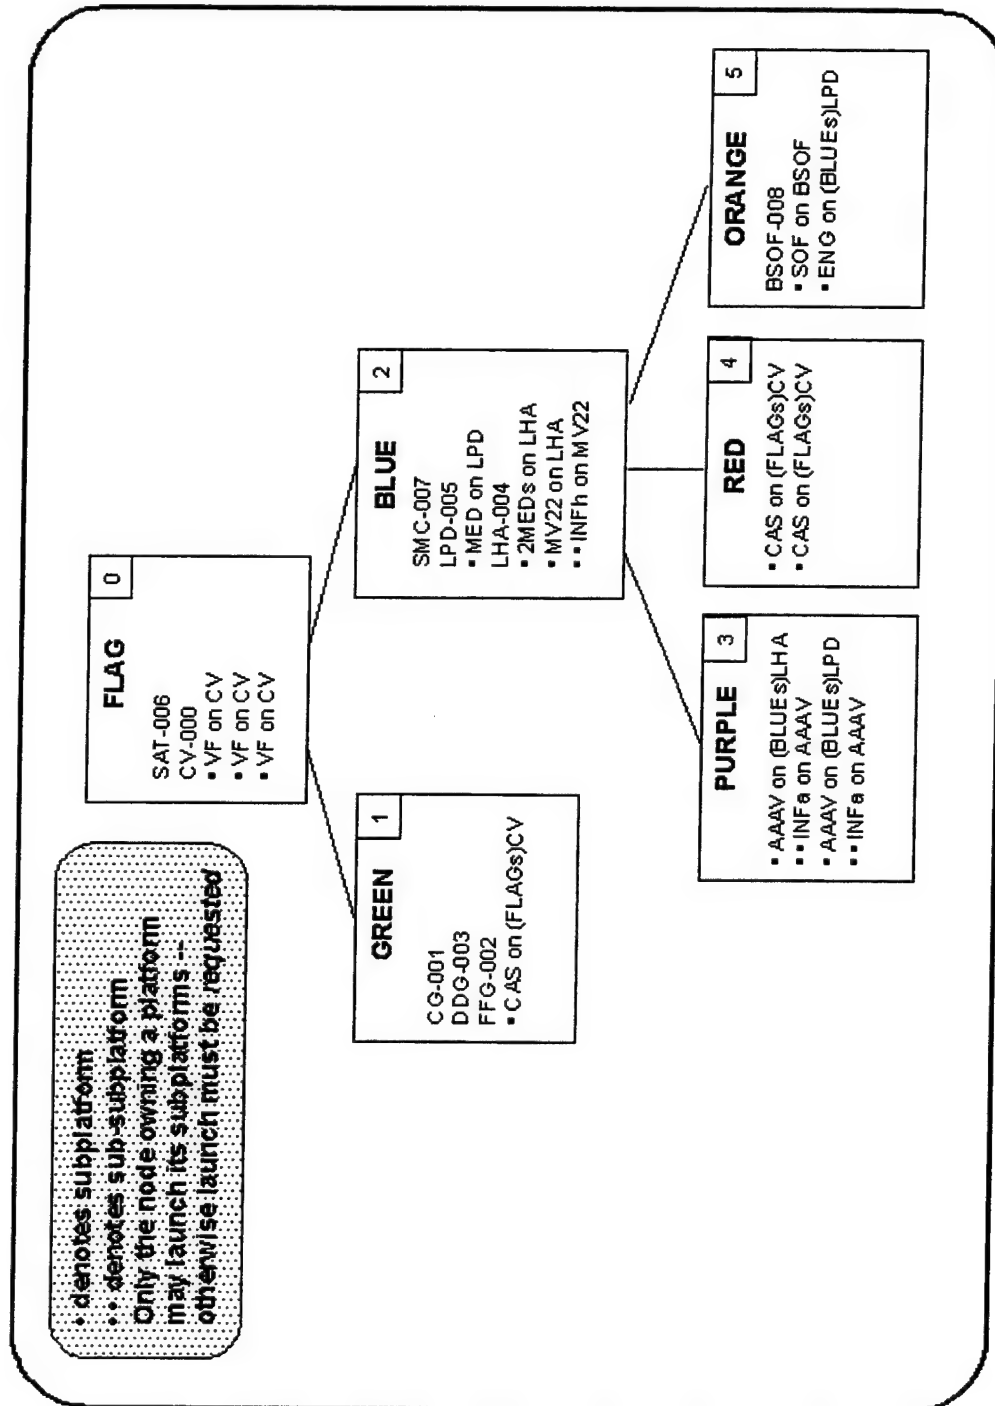 • denotes subplatform
•• denotes sub-subplatform
Only the node owning a platform
may launch its subplatforms --
otherwise launch must be requested
FLAG
0
SAT-006
CV-000
▪ VF on CV
▪ VF on CV
▪ VF on CV
GREEN
1
CG-001
DDG-003
FFG-002
▪ CAS on (FLAGs)CV
BLUE
2
SMC-007
LPD-005
▪ MED on LPD
LHA-004
▪ 2MEDs on LHA
▪ MV22 on LHA
▪▪ INFh on MV22
PURPLE
3
▪ AAAV on (BLUEs)LHA
▪▪ INFa on AAAV
▪ AAAV on (BLUEs)LPD
▪▪ INFa on AAAV
RED
4
▪ CAS on (FLAGs)CV
▪ CAS on (FLAGs)CV
ORANGE
5
BSOF-008
▪ SOF on BSOF
▪ ENG on (BLUEs)LPD